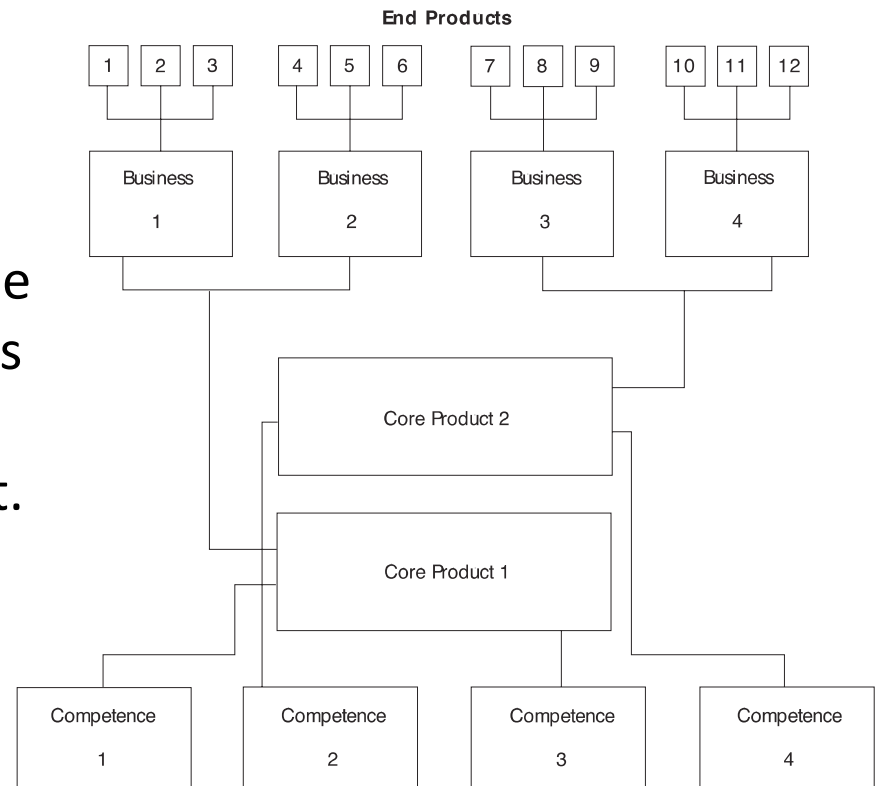 End Products
1 2 3 4 5 6 7 8 9 10 11 12
Business Business Business Business
1 2 3 4
e
s
Core Product 2
t.
Core Product 1
Competence Competence Competence Competence
1 2 3 4